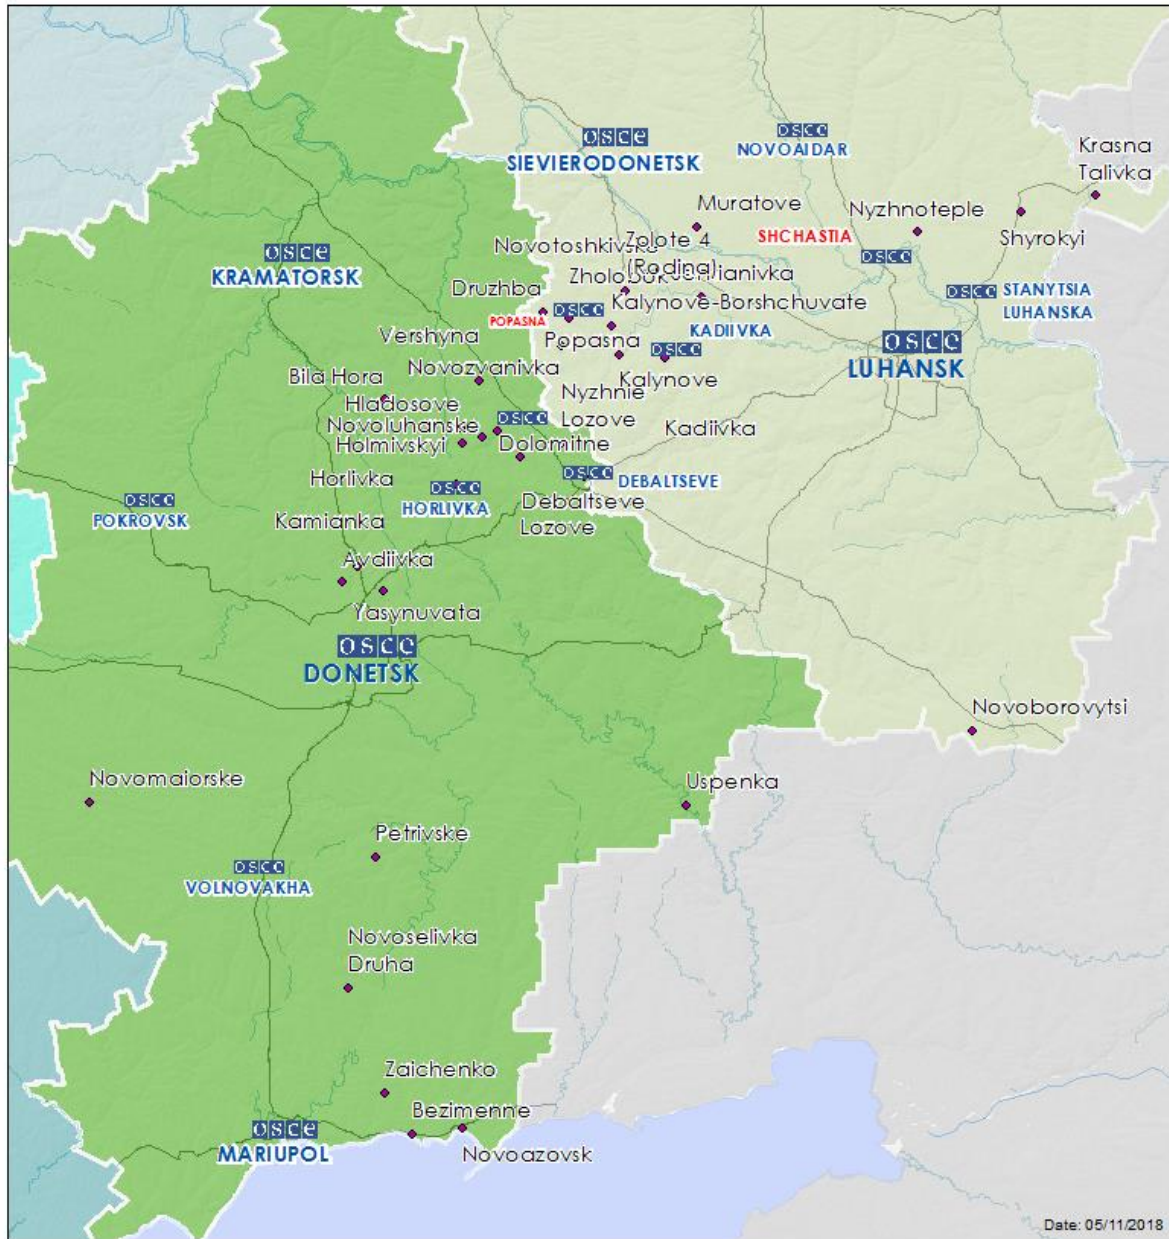 Krasna
Talivka
osce
NOVOAIDAR
osce
SIEVIERODONETSK
Muratove
Nyzhnoteple
Shyrokyi
SHCHASTIA
osce
Zolote 4
(Rodina)
osce
KRAMATORSK
Druzhba
POPASNA
osce
Kalynove-Borshchuvate
osce
STANYTSIA
LUHANSKA
KADIIVKA
osce
Vershyna
Popasna
osce
LUHANSK
Novozvanivka
Kalynove
Bila Hora
Nyzhnie
Lozove
Hladosove
osce
Novoluhanske
Kadiivka
Holmivskyi
Dolomitne
Horlivka
osce
DEBALTSEVE
osce
HORLIVKA
osce
POKROVSK
Debaltseve
Lozove
Kamianka
Avdiivka
Yasynuvata
osce
DONETSK
Novoborovytsi
Novomaiorske
Uspenka
Petrivske
osce
VOLNOVAKHA
Novoselivka
Druha
Zaichenko
Bezimenne
osce
MARIUPOL
Novoazovsk
Date: 05/11/2018